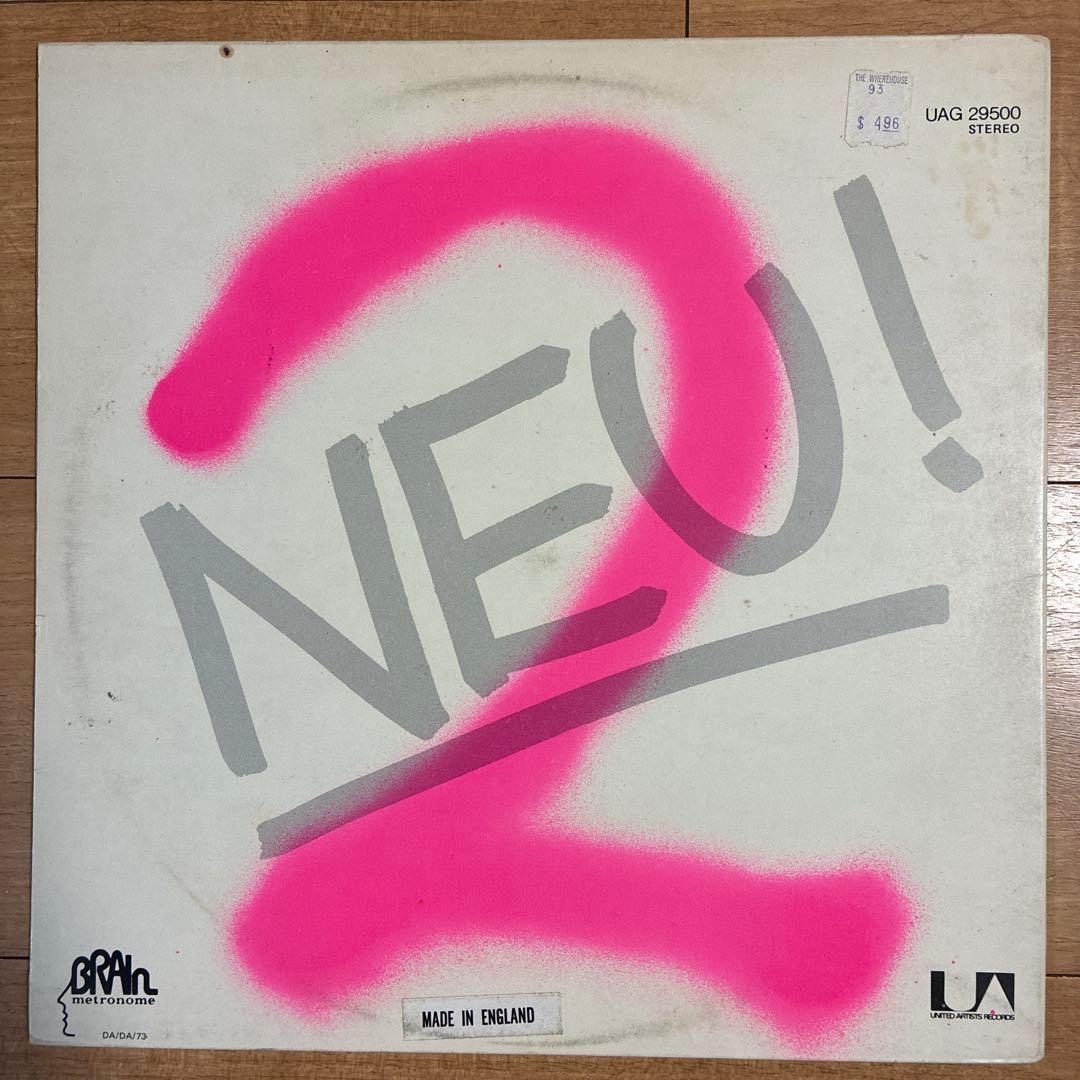 THE WHEREHOUSE
93
$ 4.96
UAG 29500
STEREO
2
NEU!
BRAIN
metronome
DA/DA/73
MADE IN ENGLAND
UA
UNITED ARTISTS RECORDS